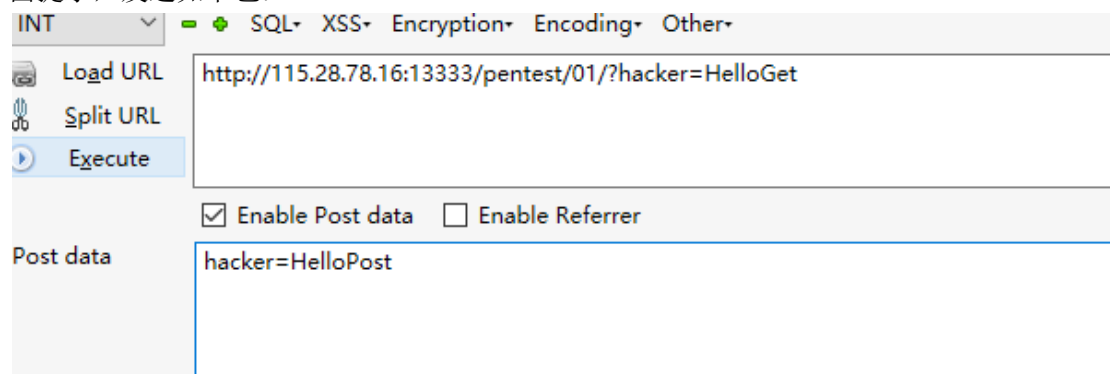 INT SQL▾ XSS▾ Encryption▾ Encoding▾ Other▾
Load URL http://115.28.78.16:13333/pentest/01/?hacker=HelloGet
Split URL
Execute
Enable Post data Enable Referrer
Post data hacker=HelloPost